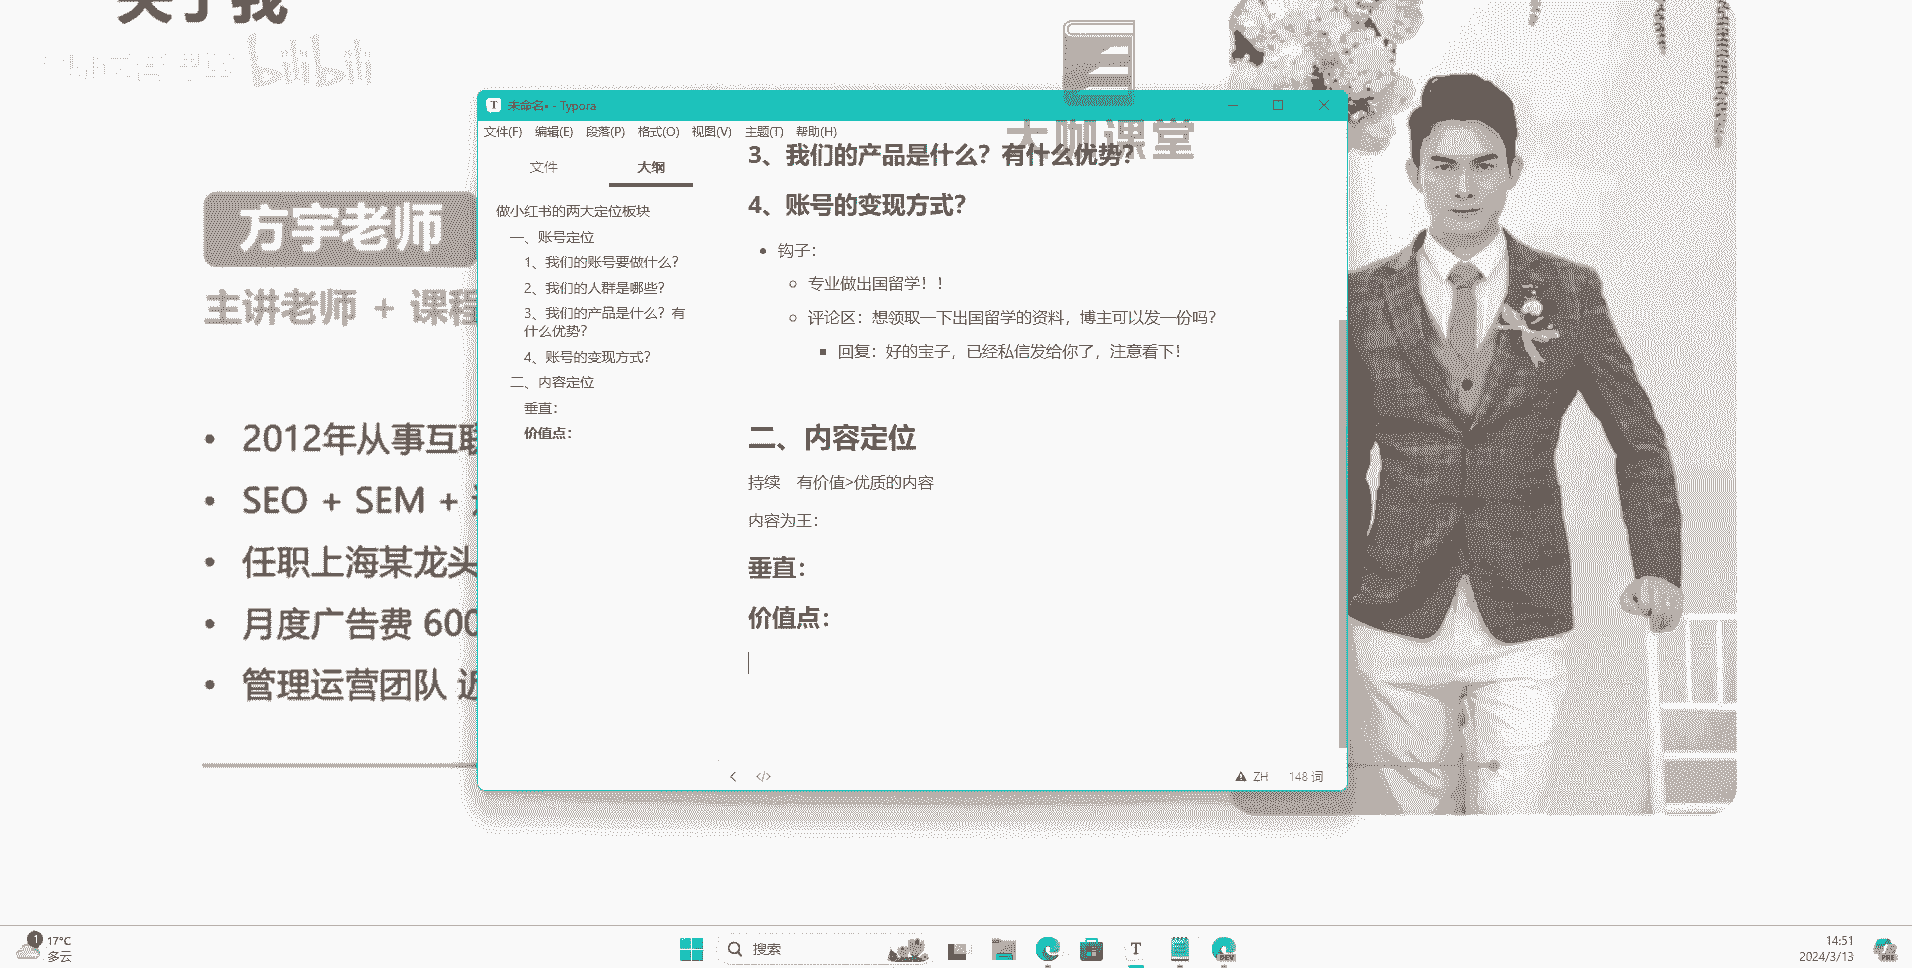 关于我
bilibili
大咖课堂
方宇老师
主讲老师 + 课程
• 2012年从事互联
• SEO + SEM +
• 任职上海某龙头
• 月度广告费 600
• 管理运营团队 近
未命名• - Typora
文件(F) 编辑(E) 段落(P) 格式(O) 视图(V) 主题(T) 帮助(H)
文件 大纲
做小红书的两大定位板块
一、账号定位
1、我们的账号要做什么？
2、我们的人群是哪些？
3、我们的产品是什么？有
什么优势？
4、账号的变现方式？
二、内容定位
垂直：
价值点：
3、我们的产品是什么？有什么优势？
4、账号的变现方式？
钩子：
专业做出国留学！！
评论区：想领取一下出国留学的资料，博主可以发一份吗？
回复：好的宝子，已经私信发给你了，注意看下！
二、内容定位
持续 有价值>优质的内容
内容为王：
垂直：
价值点：
ZH 148 词
1
17°C
多云
搜索
T
DEV
14:51
2024/3/13
PRE